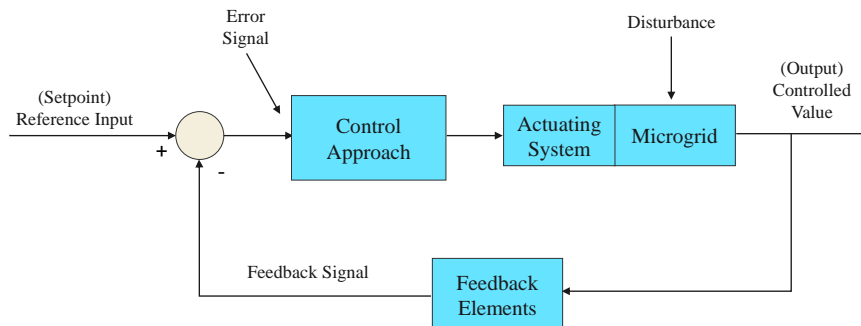 Error
Signal
Disturbance
(Setpoint)
Reference Input
(Output)
Controlled
Value
+
-
Control
Approach
Actuating
System
Microgrid
Feedback Signal
Feedback
Elements